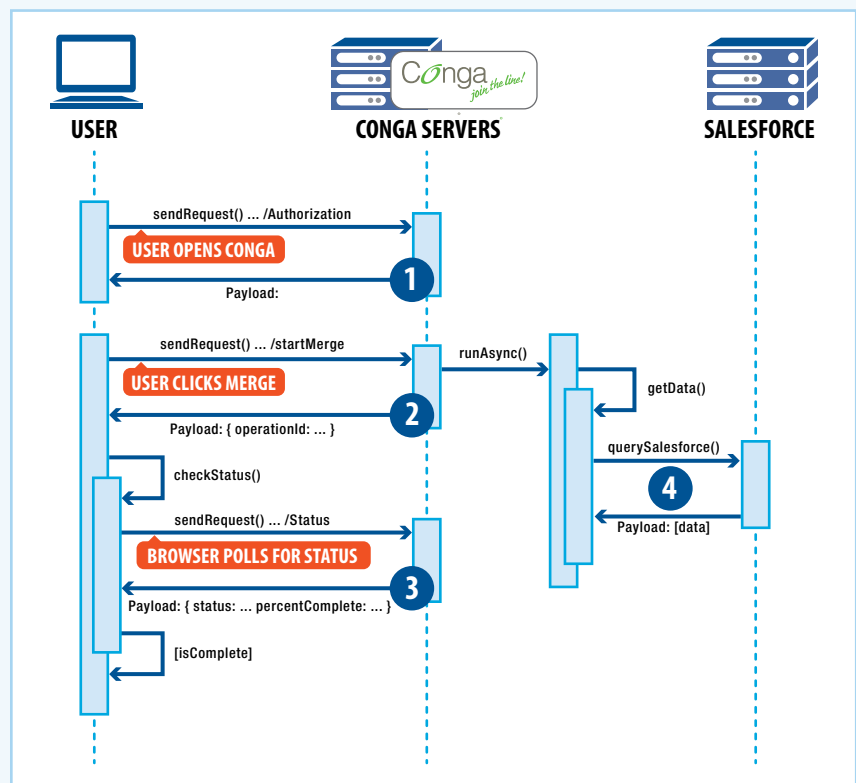 Conga
join the line!
USER
CONGA SERVERS
SALESFORCE
sendRequest() ... /Authorization
USER OPENS CONGA
1
Payload:
sendRequest() ... /startMerge
runAsync()
USER CLICKS MERGE
getData()
2
Payload: { operationId: ... }
querySalesforce()
checkStatus()
4
sendRequest() ... /Status
Payload: [data]
BROWSER POLLS FOR STATUS
3
Payload: { status: ... percentComplete: ... }
[isComplete]